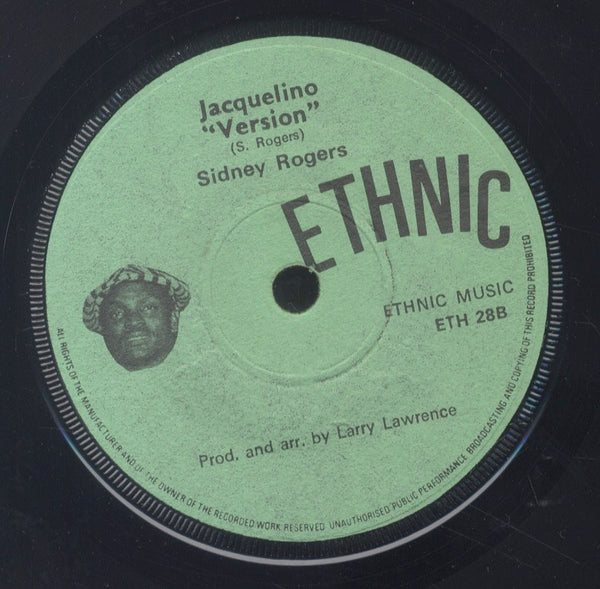 Jacquelino
"Version"
(S. Rogers)
Sidney Rogers
ETHNIC
ETHNIC MUSIC
ETH 28B
Prod. and arr. by Larry Lawrence
ALL RIGHTS OF THE MANUFACTURER AND OF THE OWNER OF THE RECORDED WORK RESERVED UNAUTHORISED PUBLIC PERFORMANCE BROADCASTING AND COPYING OF THIS RECORD PROHIBITED